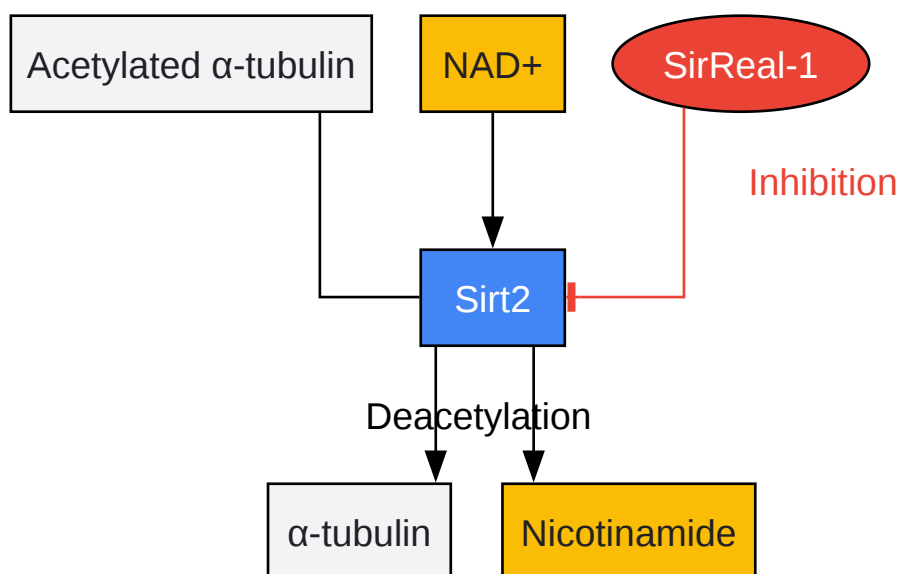 Acetylated α-tubulin
NAD+
SirReal-1
Inhibition
Sirt2
Deacetylation
α-tubulin
Nicotinamide